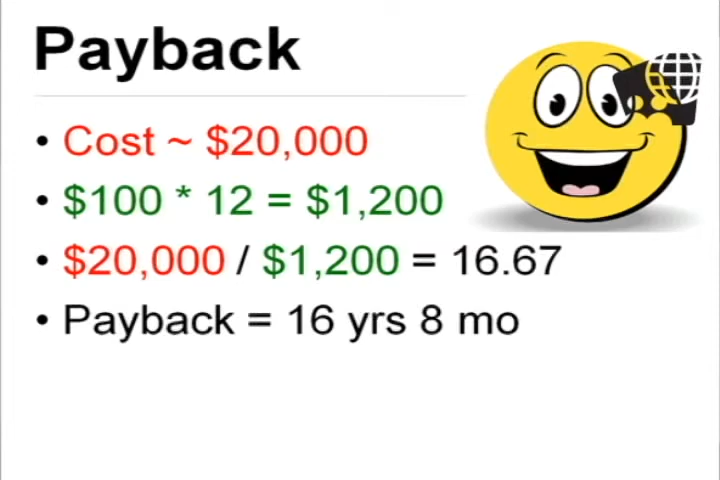 Payback
• Cost ~ $20,000
• $100 * 12 = $1,200
• $20,000 / $1,200 = 16.67
• Payback = 16 yrs 8 mo